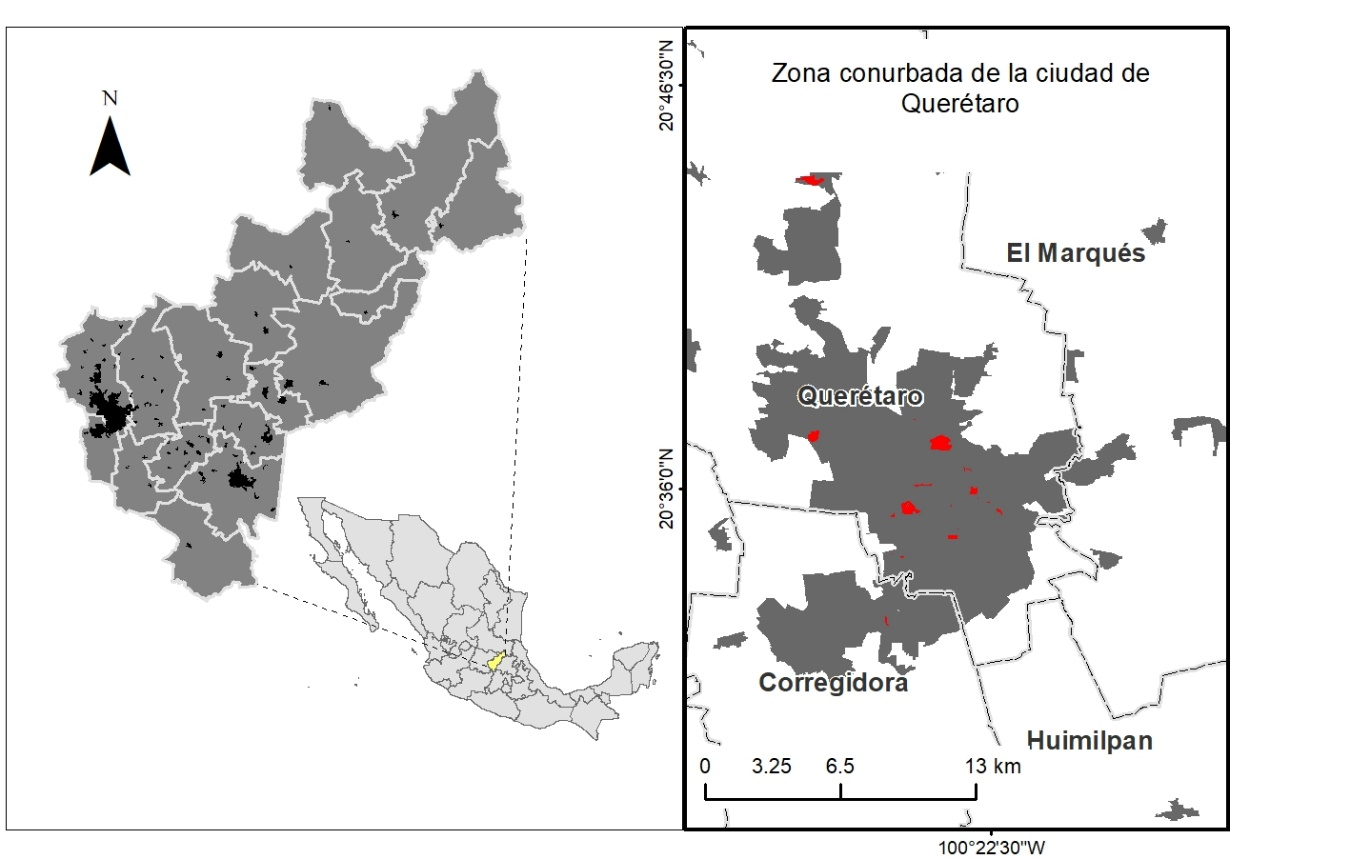 N
20°46'30"N
Zona conurbada de la ciudad de
Querétaro
El Marqués
Querétaro
20°36'0"N
Corregidora
Huimilpan
0 3.25 6.5 13 km
100°22'30"W